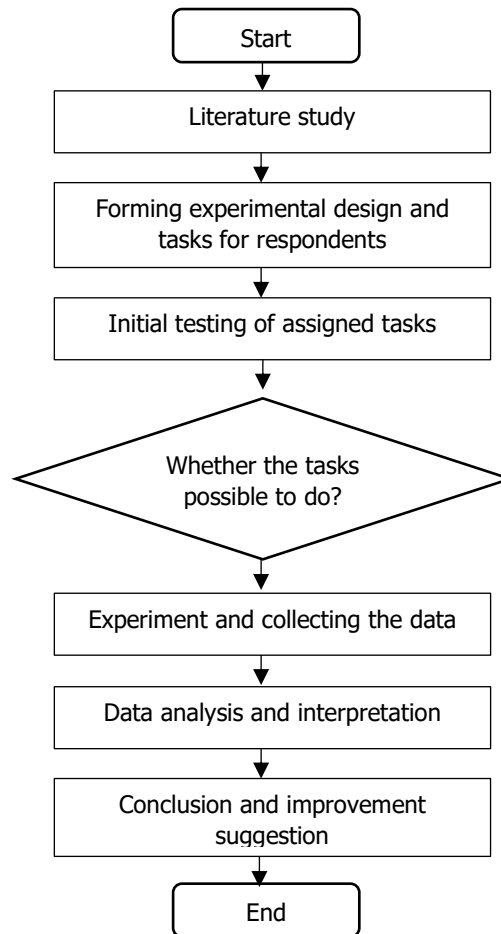 Start
Literature study
Forming experimental design and
tasks for respondents
Initial testing of assigned tasks
Whether the tasks
possible to do?
Experiment and collecting the data
Data analysis and interpretation
Conclusion and improvement
suggestion
End